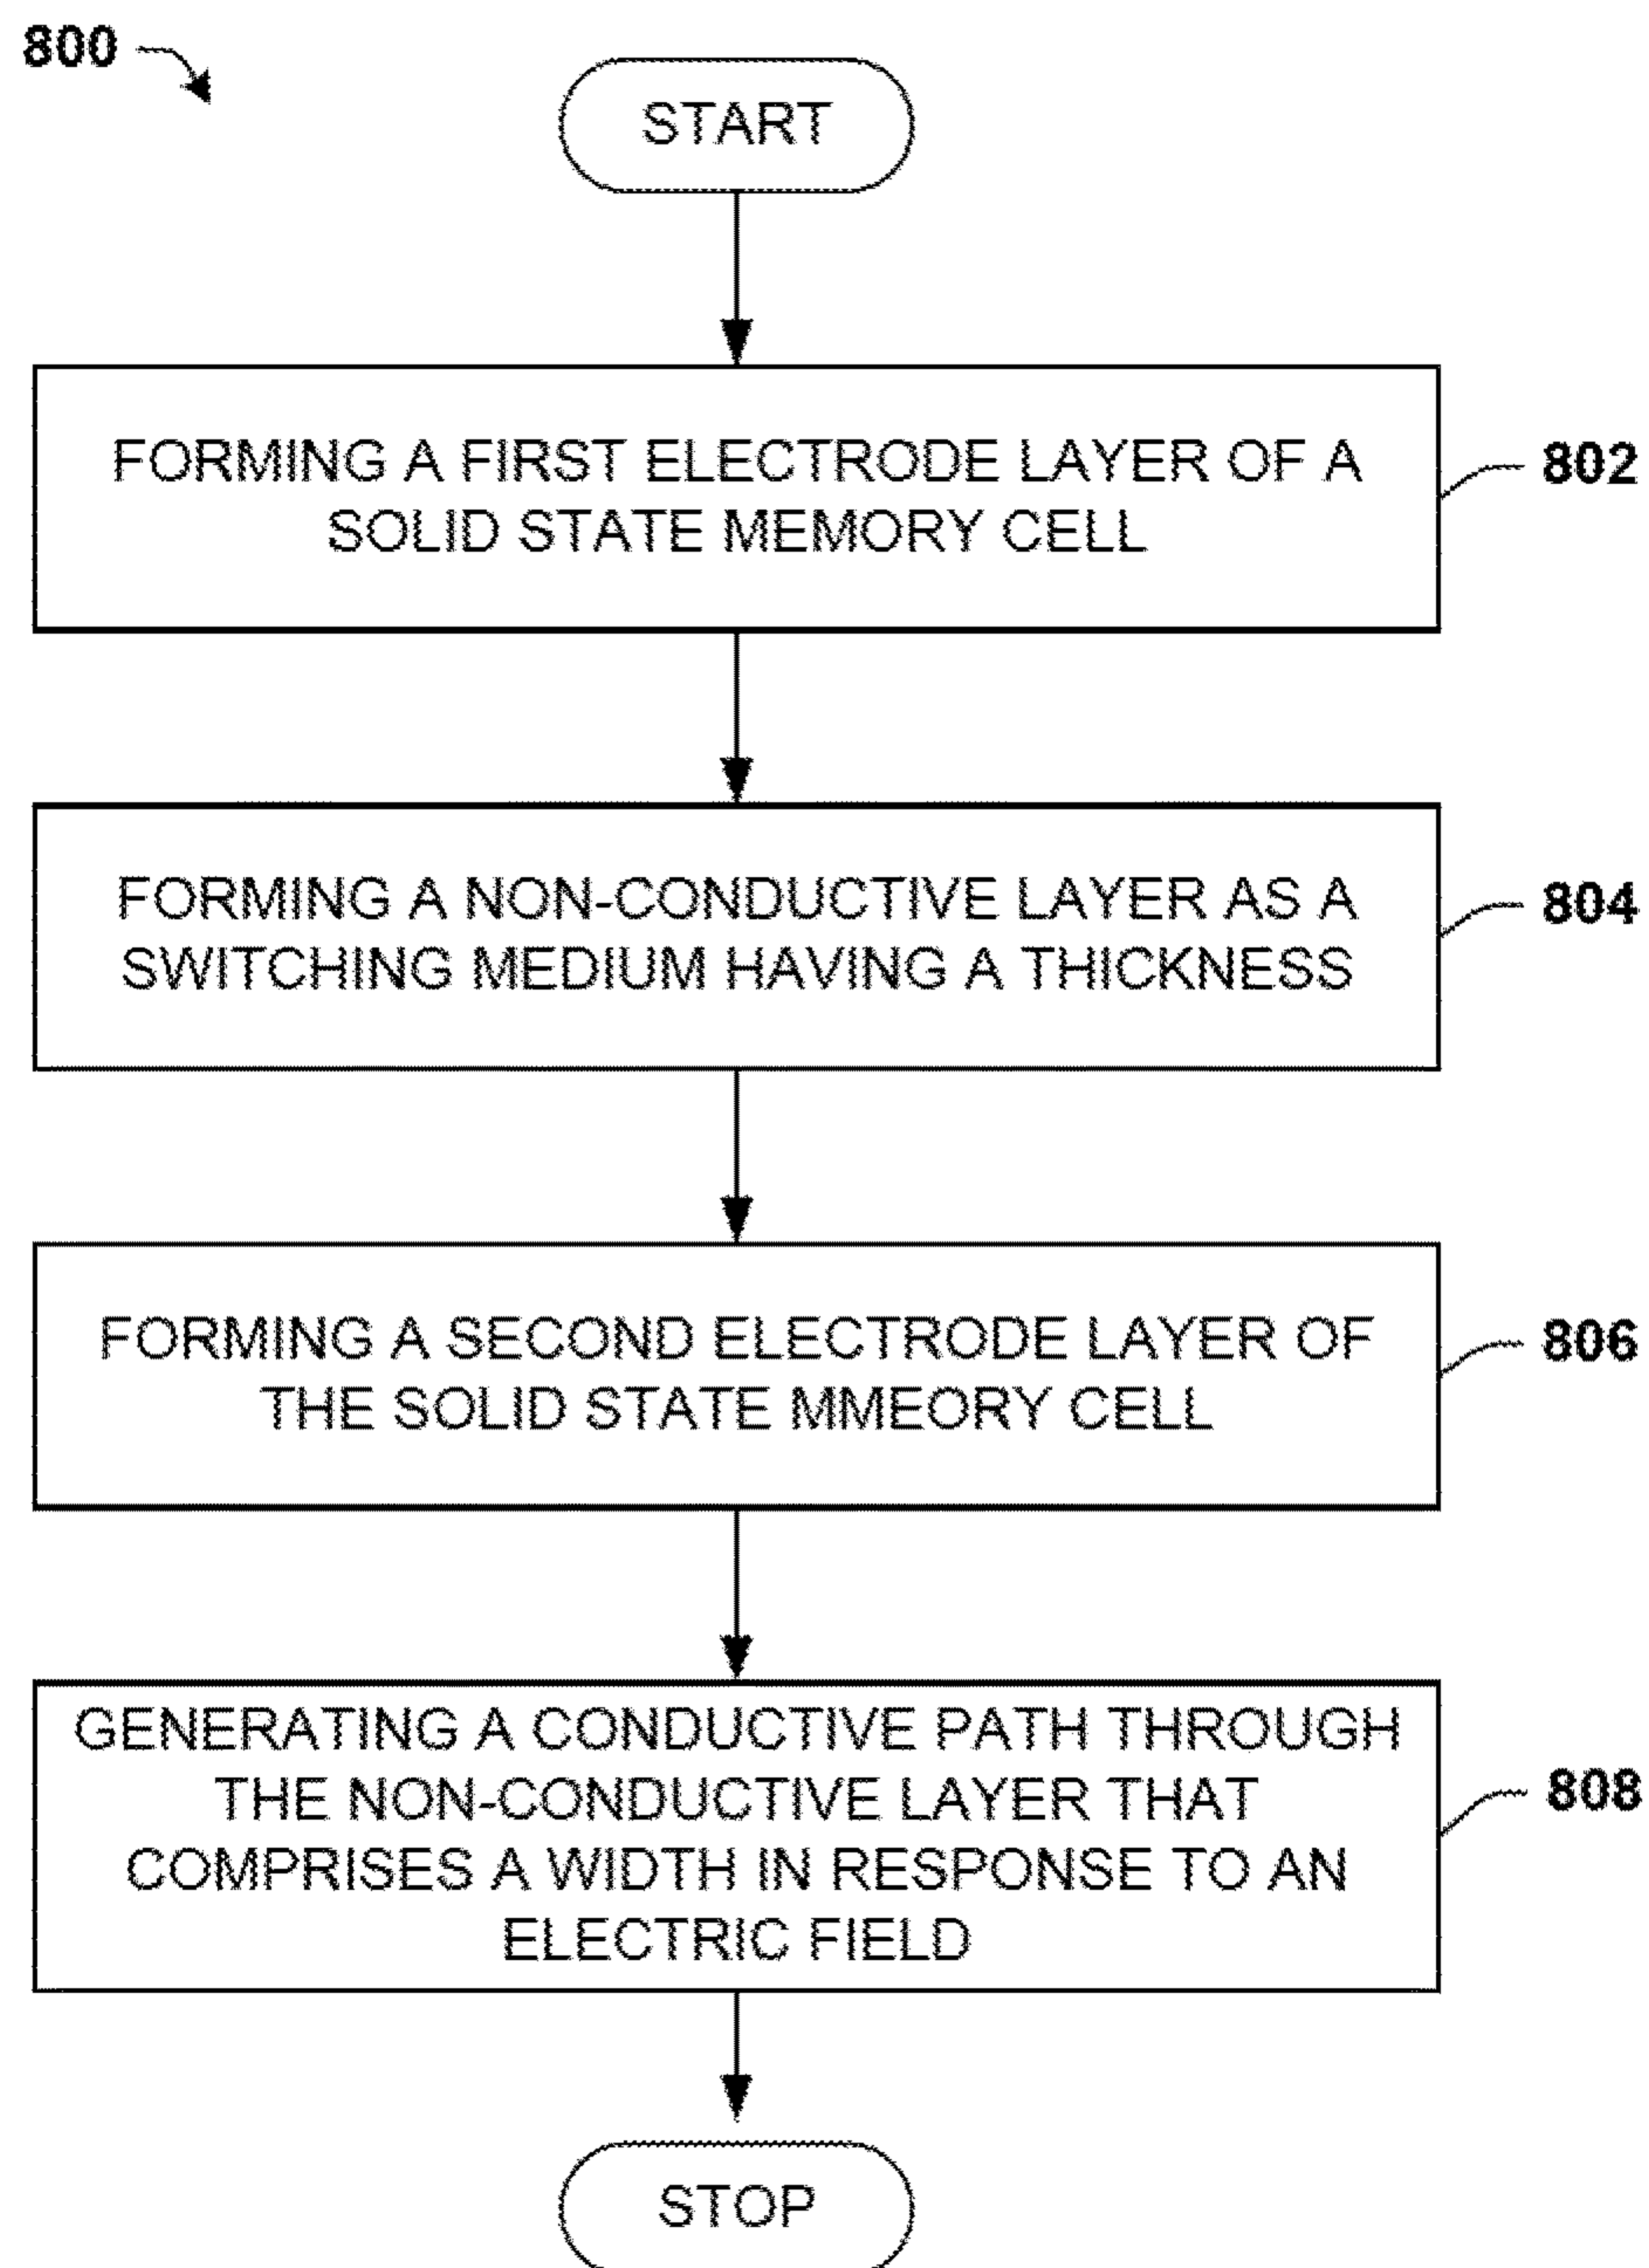 800
START
FORMING A FIRST ELECTRODE LAYER OF A
SOLID STATE MEMORY CELL
802
FORMING A NON-CONDUCTIVE LAYER AS A
SWITCHING MEDIUM HAVING A THICKNESS
804
FORMING A SECOND ELECTRODE LAYER OF
THE SOLID STATE MMEORY CELL
806
GENERATING A CONDUCTIVE PATH THROUGH
THE NON-CONDUCTIVE LAYER THAT
COMPRISES A WIDTH IN RESPONSE TO AN
ELECTRIC FIELD
808
STOP